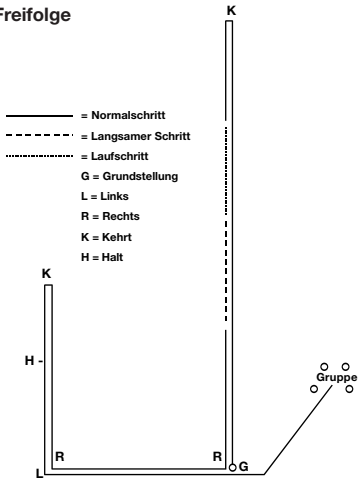 Freifolge
K
= Normalschritt
= Langsamer Schritt
= Laufschritt
G = Grundstellung
L = Links
R = Rechts
K = Kehrt
H = Halt
K
H -
Gruppe
R
R
G
L